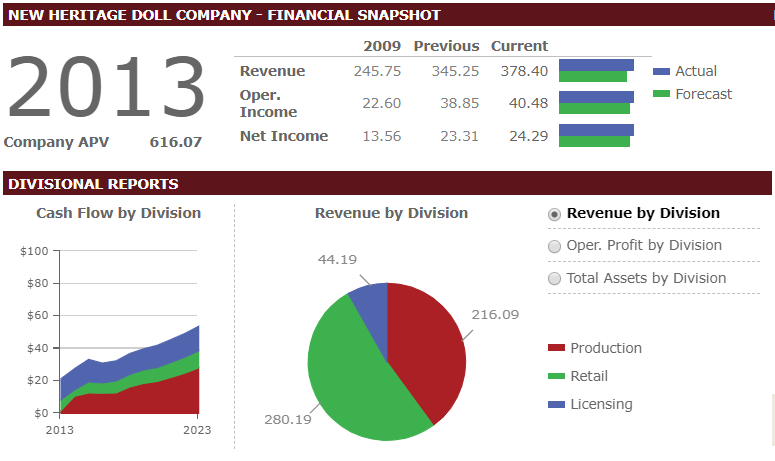 NEW HERITAGE DOLL COMPANY - FINANCIAL SNAPSHOT
2013
Company APV 616.07
2009 Previous Current
Revenue 245.75 345.25 378.40
Oper. Income 22.60 38.85 40.48
Net Income 13.56 23.31 24.29
Actual
Forecast
DIVISIONAL REPORTS
Cash Flow by Division
$100
$80
$60
$40
$20
$0
2013 2023
Revenue by Division
44.19
216.09
280.19
Revenue by Division
Oper. Profit by Division
Total Assets by Division
Production
Retail
Licensing